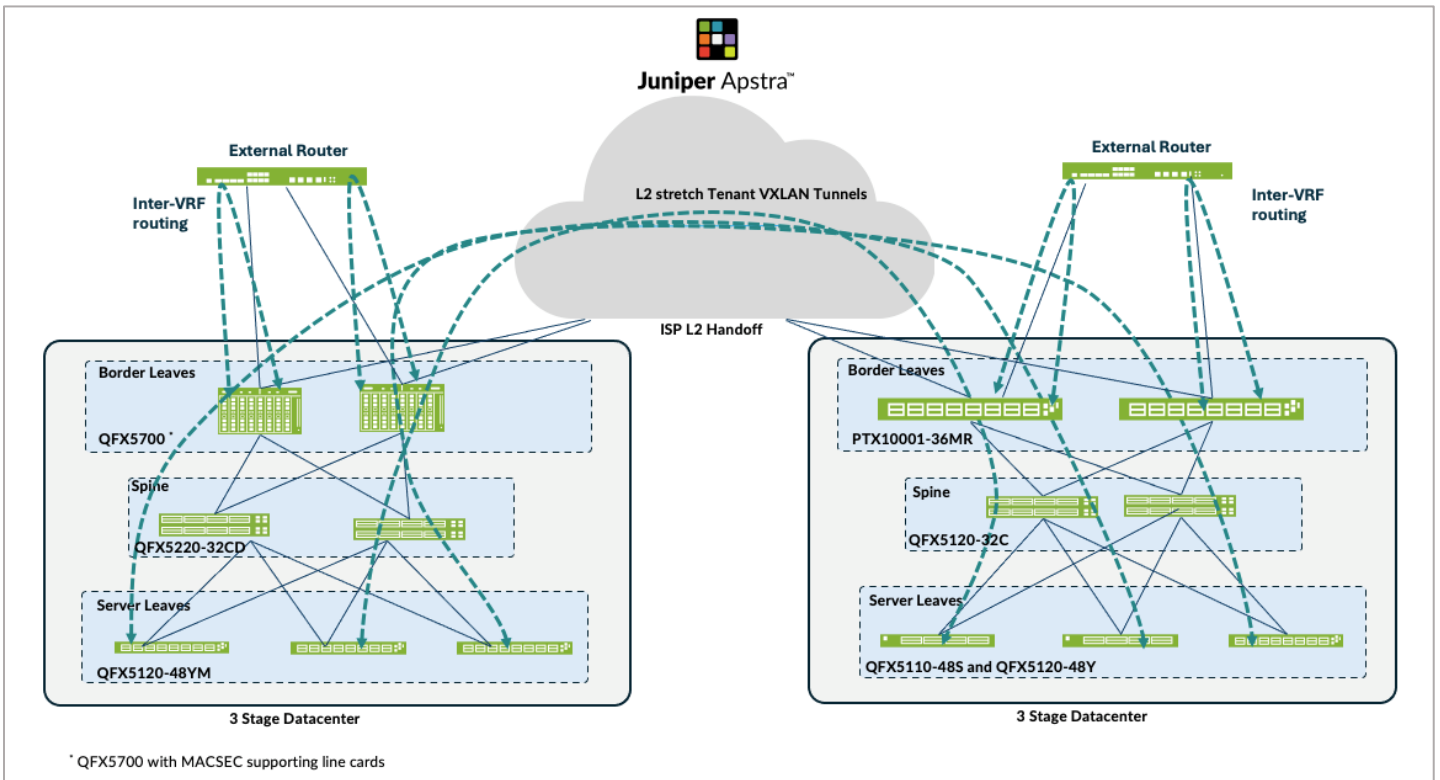 Juniper Apstra™
External Router
External Router
Inter-VRF
routing
L2 stretch Tenant VXLAN Tunnels
Inter-VRF
routing
ISP L2 Handoff
Border Leaves
QFX5700 *
Spine
QFX5220-32CD
Server Leaves
QFX5120-48YM
3 Stage Datacenter
Border Leaves
PTX10001-36MR
Spine
QFX5120-32C
Server Leaves
QFX5110-48S and QFX5120-48Y
3 Stage Datacenter
* QFX5700 with MACSEC supporting line cards